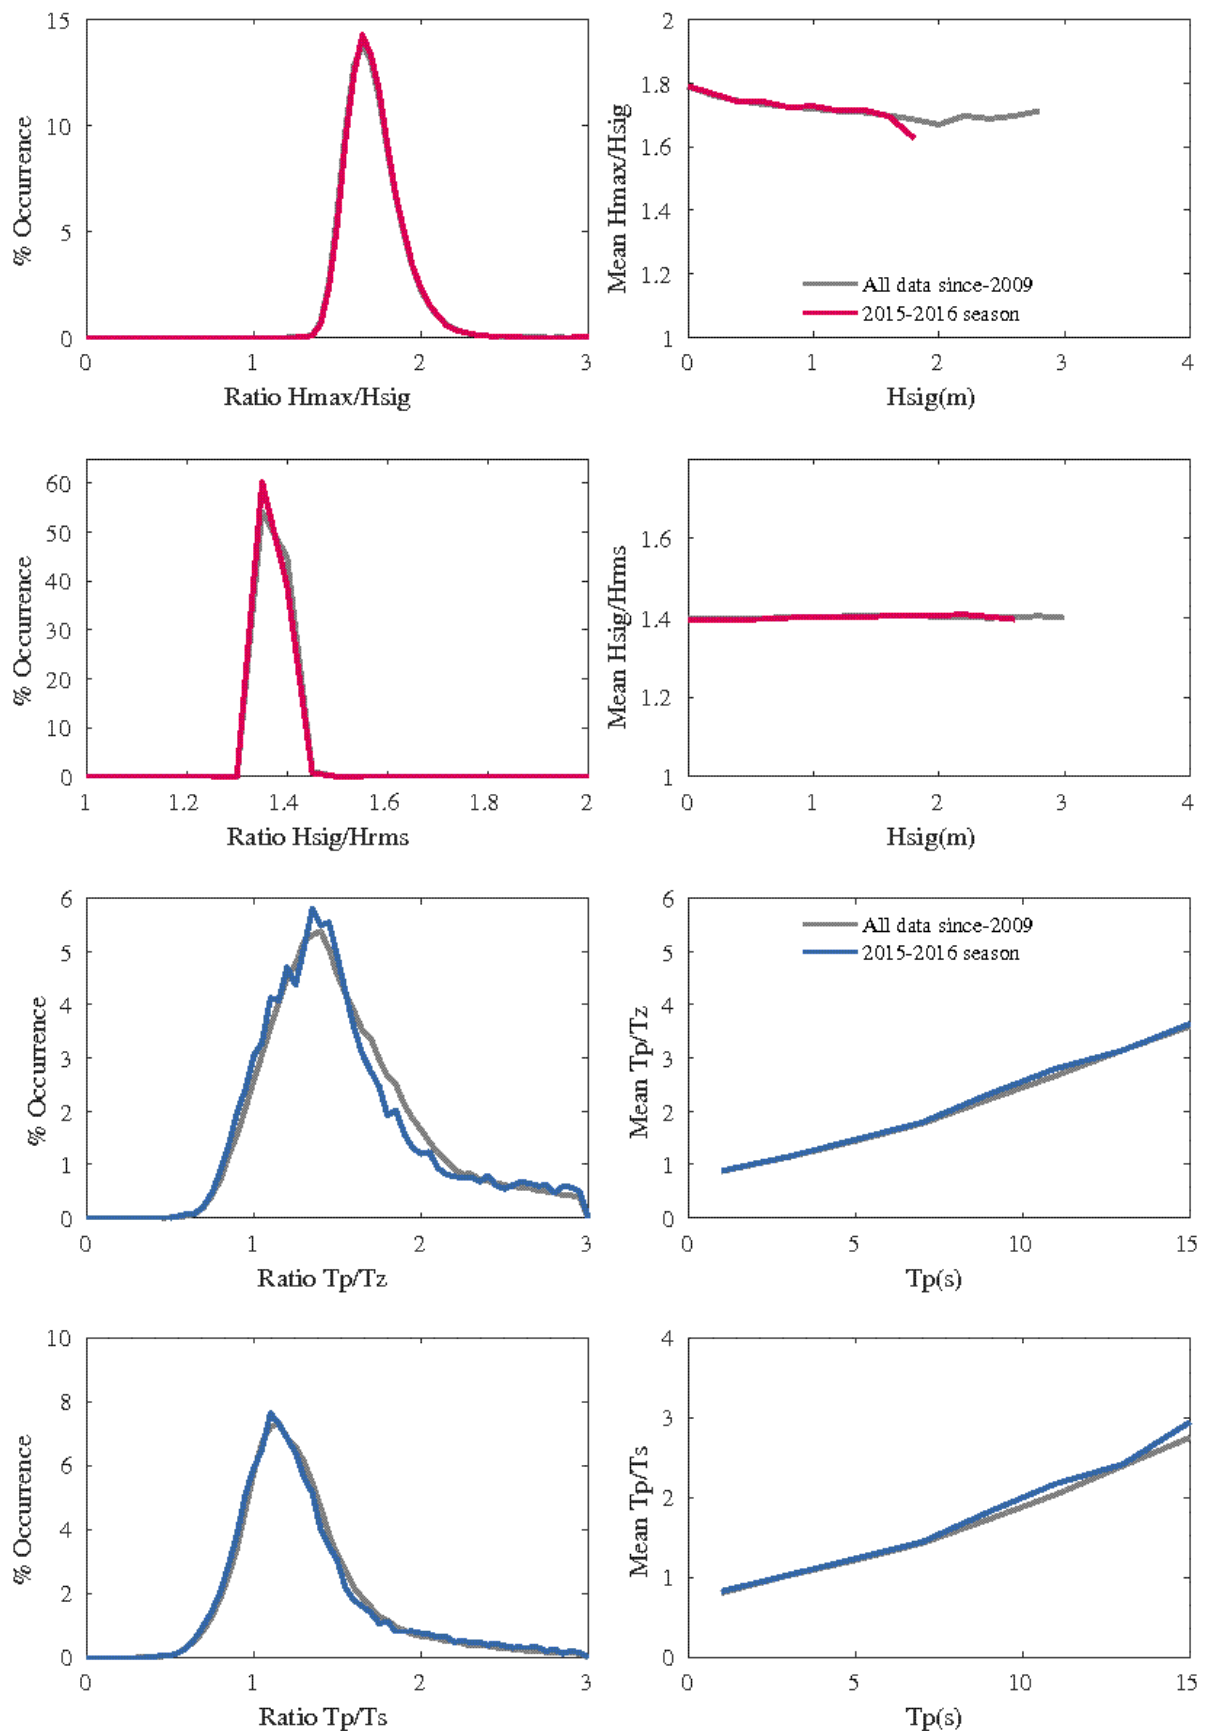 15
10
5
0
% Occurrence
0 1 2 3
Ratio Hmax/Hsig
2
1.8
1.6
1.4
1.2
1
Mean Hmax/Hsig
All data since-2009
2015-2016 season
0 1 2 3 4
Hsig(m)
60
50
40
30
20
10
0
% Occurrence
1 1.2 1.4 1.6 1.8 2
Ratio Hsig/Hrms
1.6
1.4
1.2
1
Mean Hsig/Hrms
0 1 2 3 4
Hsig(m)
6
5
4
3
2
1
0
% Occurrence
0 1 2 3
Ratio Tp/Tz
6
5
4
3
2
1
0
Mean Tp/Tz
All data since-2009
2015-2016 season
0 5 10 15
Tp(s)
10
8
6
4
2
0
% Occurrence
0 1 2 3
Ratio Tp/Ts
4
3
2
1
0
Mean Tp/Ts
0 5 10 15
Tp(s)